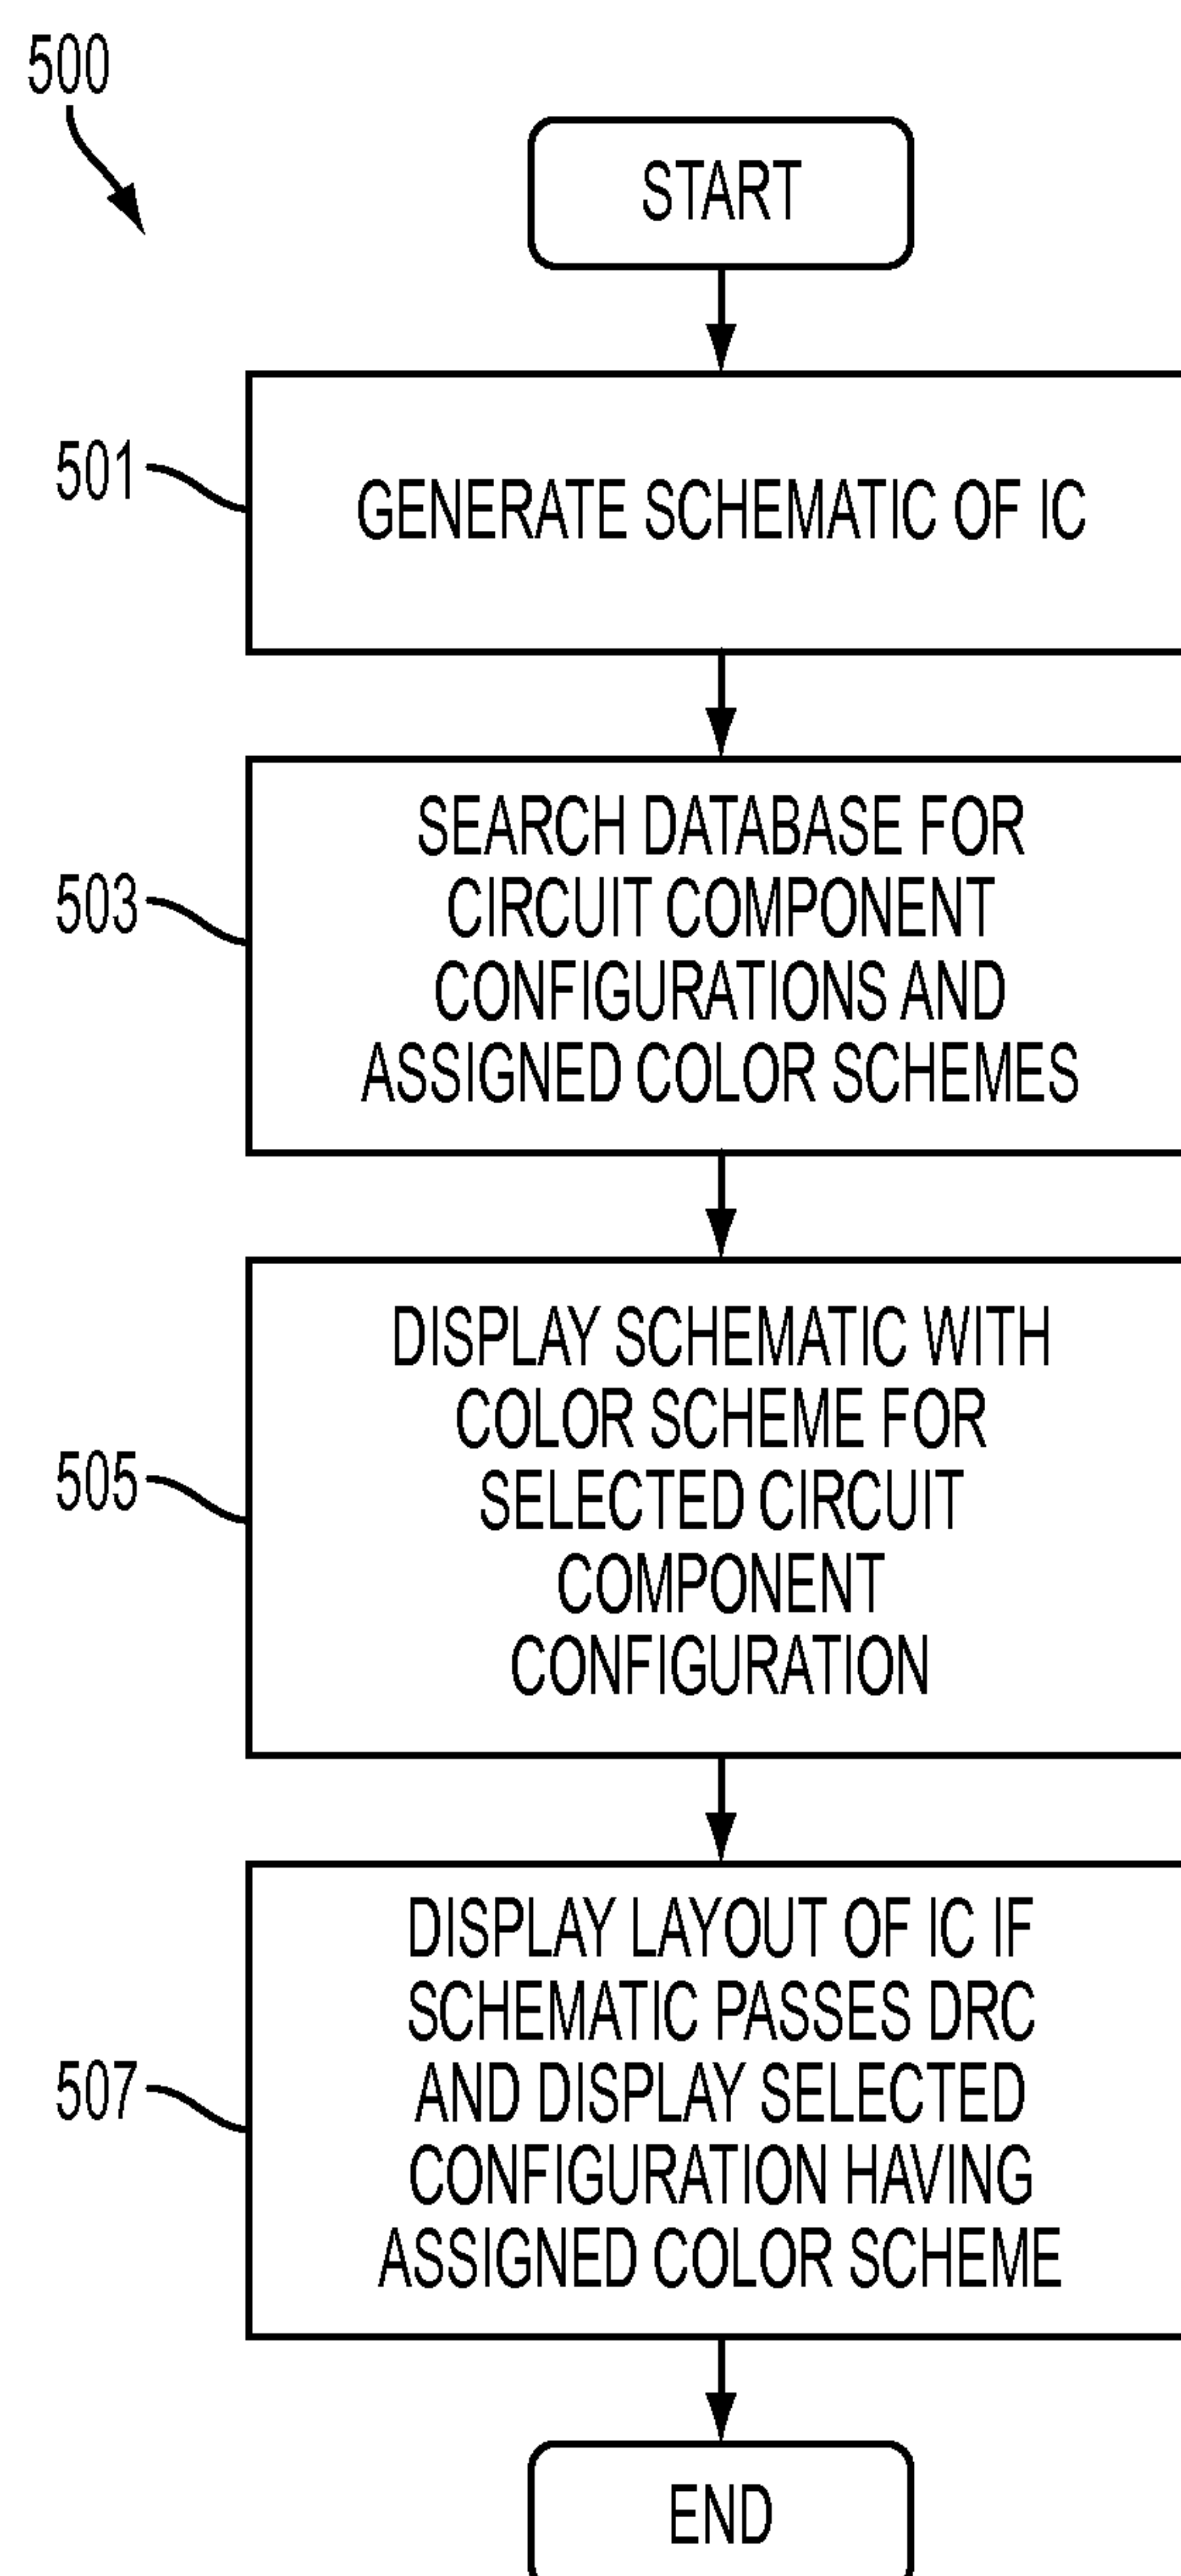 500
START
501
GENERATE SCHEMATIC OF IC
503
SEARCH DATABASE FOR
CIRCUIT COMPONENT
CONFIGURATIONS AND
ASSIGNED COLOR SCHEMES
505
DISPLAY SCHEMATIC WITH
COLOR SCHEME FOR
SELECTED CIRCUIT
COMPONENT
CONFIGURATION
507
DISPLAY LAYOUT OF IC IF
SCHEMATIC PASSES DRC
AND DISPLAY SELECTED
CONFIGURATION HAVING
ASSIGNED COLOR SCHEME
END